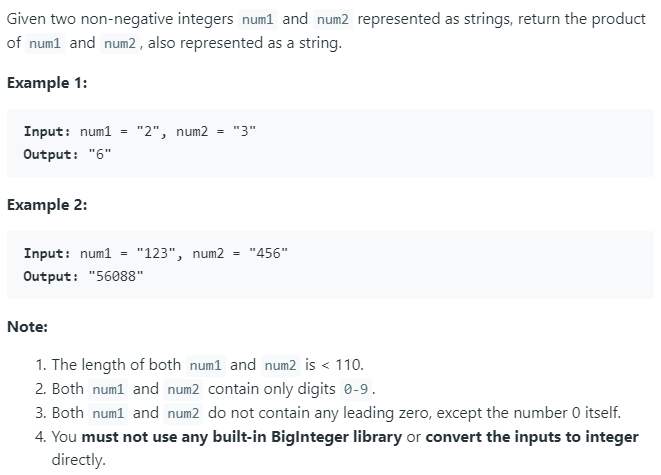 Given two non-negative integers num1 and num2 represented as strings, return the product
of num1 and num2 , also represented as a string.
Example 1:
Input: num1 = "2", num2 = "3"
Output: "6"
Example 2:
Input: num1 = "123", num2 = "456"
Output: "56088"
Note:
1. The length of both num1 and num2 is < 110.
2. Both num1 and num2 contain only digits 0-9 .
3. Both num1 and num2 do not contain any leading zero, except the number 0 itself.
4. You must not use any built-in BigInteger library or convert the inputs to integer
directly.